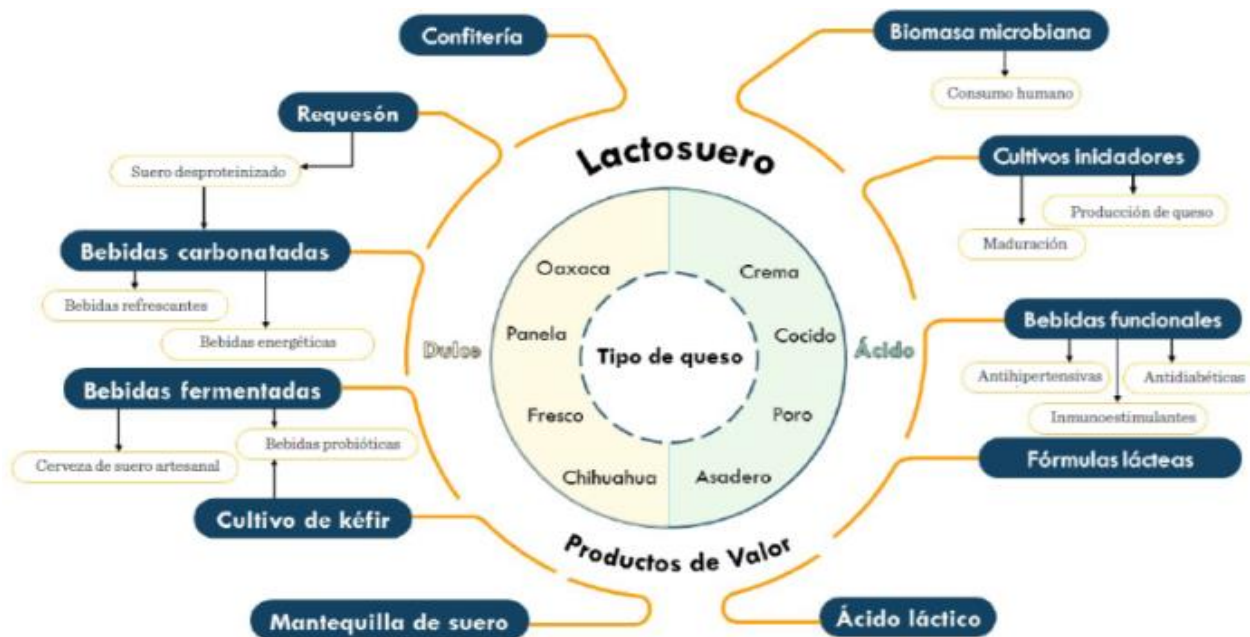 Confitería
Biomasa microbiana
Consumo humano
Requesón
Suero desproteinizado
Lactosuero
Cultivos iniciadores
Producción de queso
Maduración
Bebidas carbonatadas
Bebidas refrescantes
Bebidas energéticas
Oaxaca
Crema
Panela
Cocido
Dulce
Tipo de queso
Ácido
Fresco
Poro
Chihuahua
Asadero
Bebidas funcionales
Antihipertensivas
Antidiabéticas
Inmunoestimulantes
Bebidas fermentadas
Bebidas probióticas
Cerveza de suero artesanal
Fórmulas lácteas
Cultivo de kéfir
Productos de Valor
Mantequilla de suero
Ácido láctico